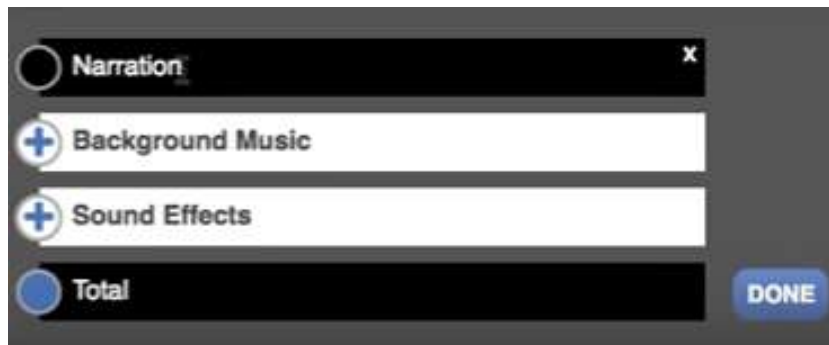 Narration
x
Background Music
Sound Effects
Total
DONE